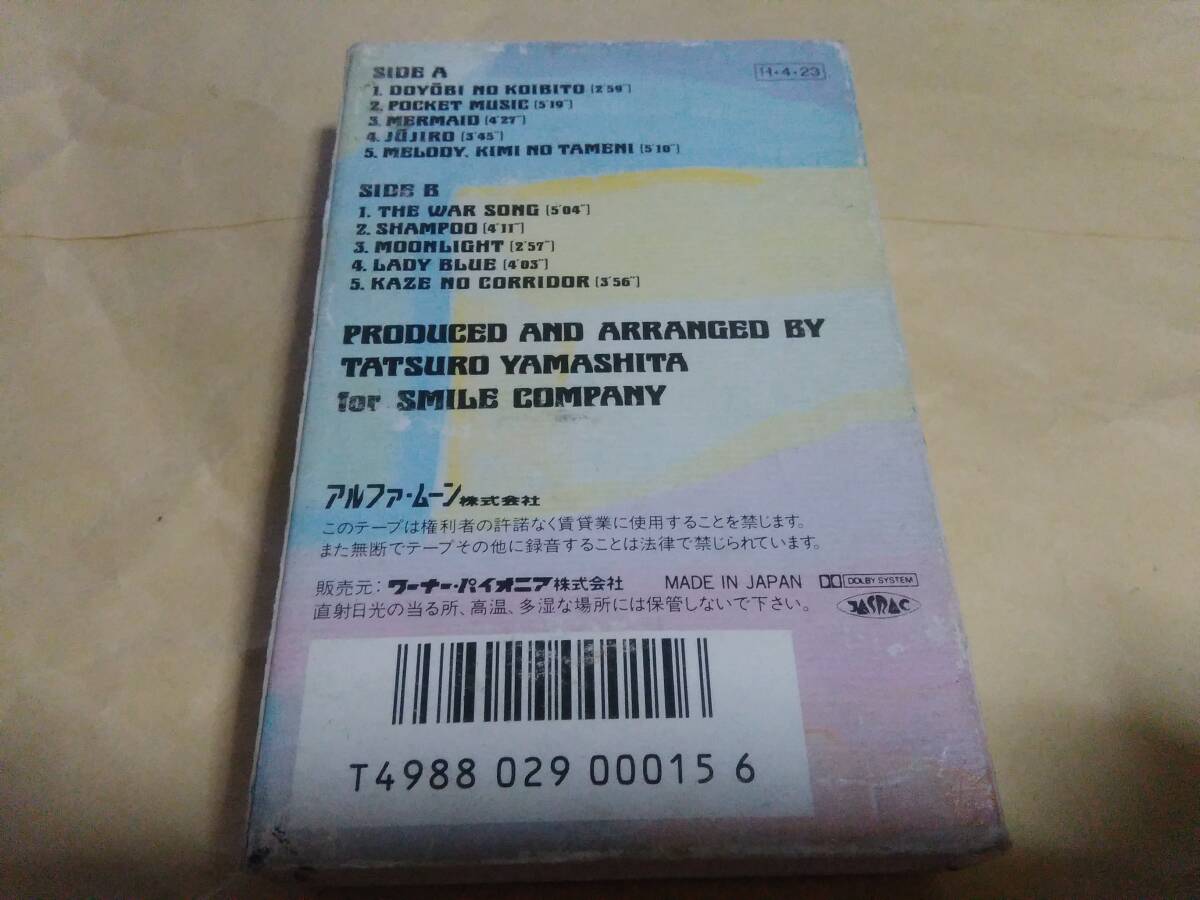 SIDE A
1. DOYŌBI NO KOIBITO (2'59")
2. POCKET MUSIC (5'19")
3. MERMAID (4'27")
4. JŪJIRO (3'45")
5. MELODY, KIMI NO TAMENI (5'10")
H・4・23
SIDE B
1. THE WAR SONG (5'04")
2. SHAMPOO (4'11")
3. MOONLIGHT (2'57")
4. LADY BLUE (4'03")
5. KAZE NO CORRIDOR (3'56")
PRODUCED AND ARRANGED BY
TATSURO YAMASHITA
for SMILE COMPANY
アルファ・ムーン株式会社
このテープは権利者の許諾なく賃貸業に使用することを禁じます。
また無断でテープその他に録音することは法律で禁じられています。
販売元:ワーナー・パイオニア株式会社 MADE IN JAPAN DOLBY SYSTEM
直射日光の当る所、高温、多湿な場所には保管しないで下さい。 JASRAC
T4988 029 00015 6